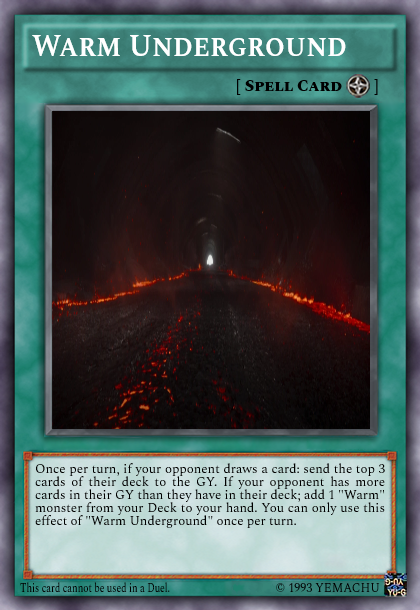 WARM UNDERGROUND
[ SPELL CARD ]
Once per turn, if your opponent draws a card: send the top 3
cards of their deck to the GY. If your opponent has more
cards in their GY than they have in their deck; add 1 "Warm"
monster from your Deck to your hand. You can only use this
effect of "Warm Underground" once per turn.
This card cannot be used in a Duel. © 1993 YEMACHU